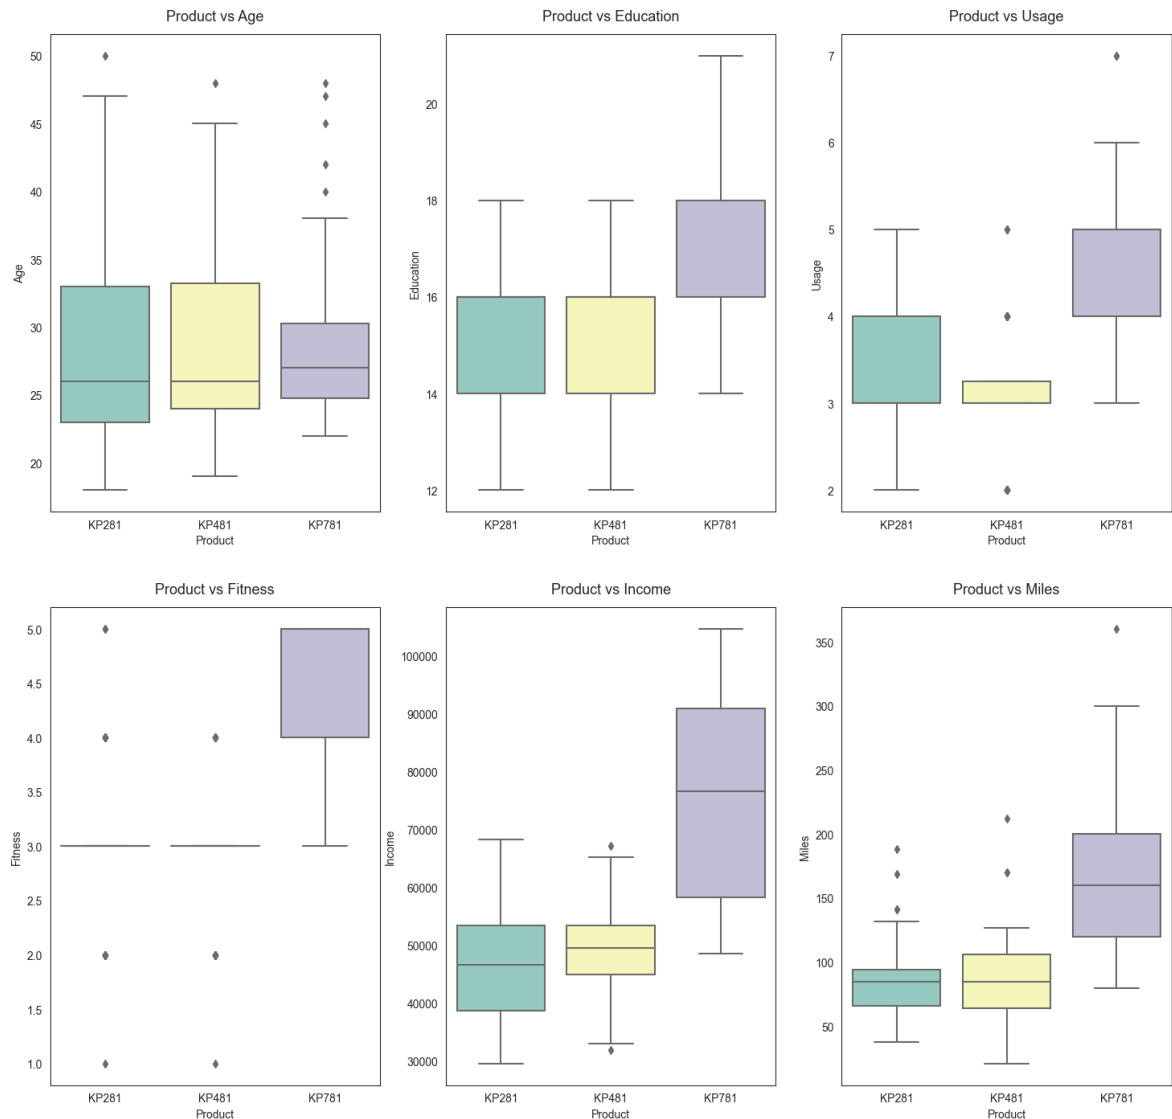 Product vs Age
50
45
40
35
30
25
20
Age
KP281 KP481 KP781
Product
Product vs Education
20
18
16
14
12
Education
KP281 KP481 KP781
Product
Product vs Usage
7
6
5
4
3
2
Usage
KP281 KP481 KP781
Product
Product vs Fitness
5.0
4.5
4.0
3.5
3.0
2.5
2.0
1.5
1.0
Fitness
KP281 KP481 KP781
Product
Product vs Income
100000
90000
80000
70000
60000
50000
40000
30000
Income
KP281 KP481 KP781
Product
Product vs Miles
350
300
250
200
150
100
50
Miles
KP281 KP481 KP781
Product